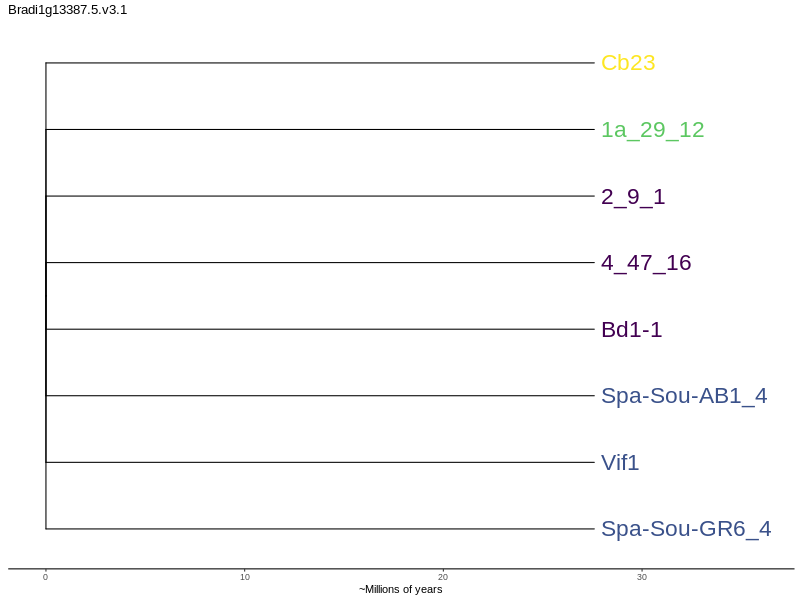 Bradi1g13387.5.v3.1
Cb23
1a_29_12
2_9_1
4_47_16
Bd1-1
Spa-Sou-AB1_4
Vif1
Spa-Sou-GR6_4
0 10 20 30
~Millions of years